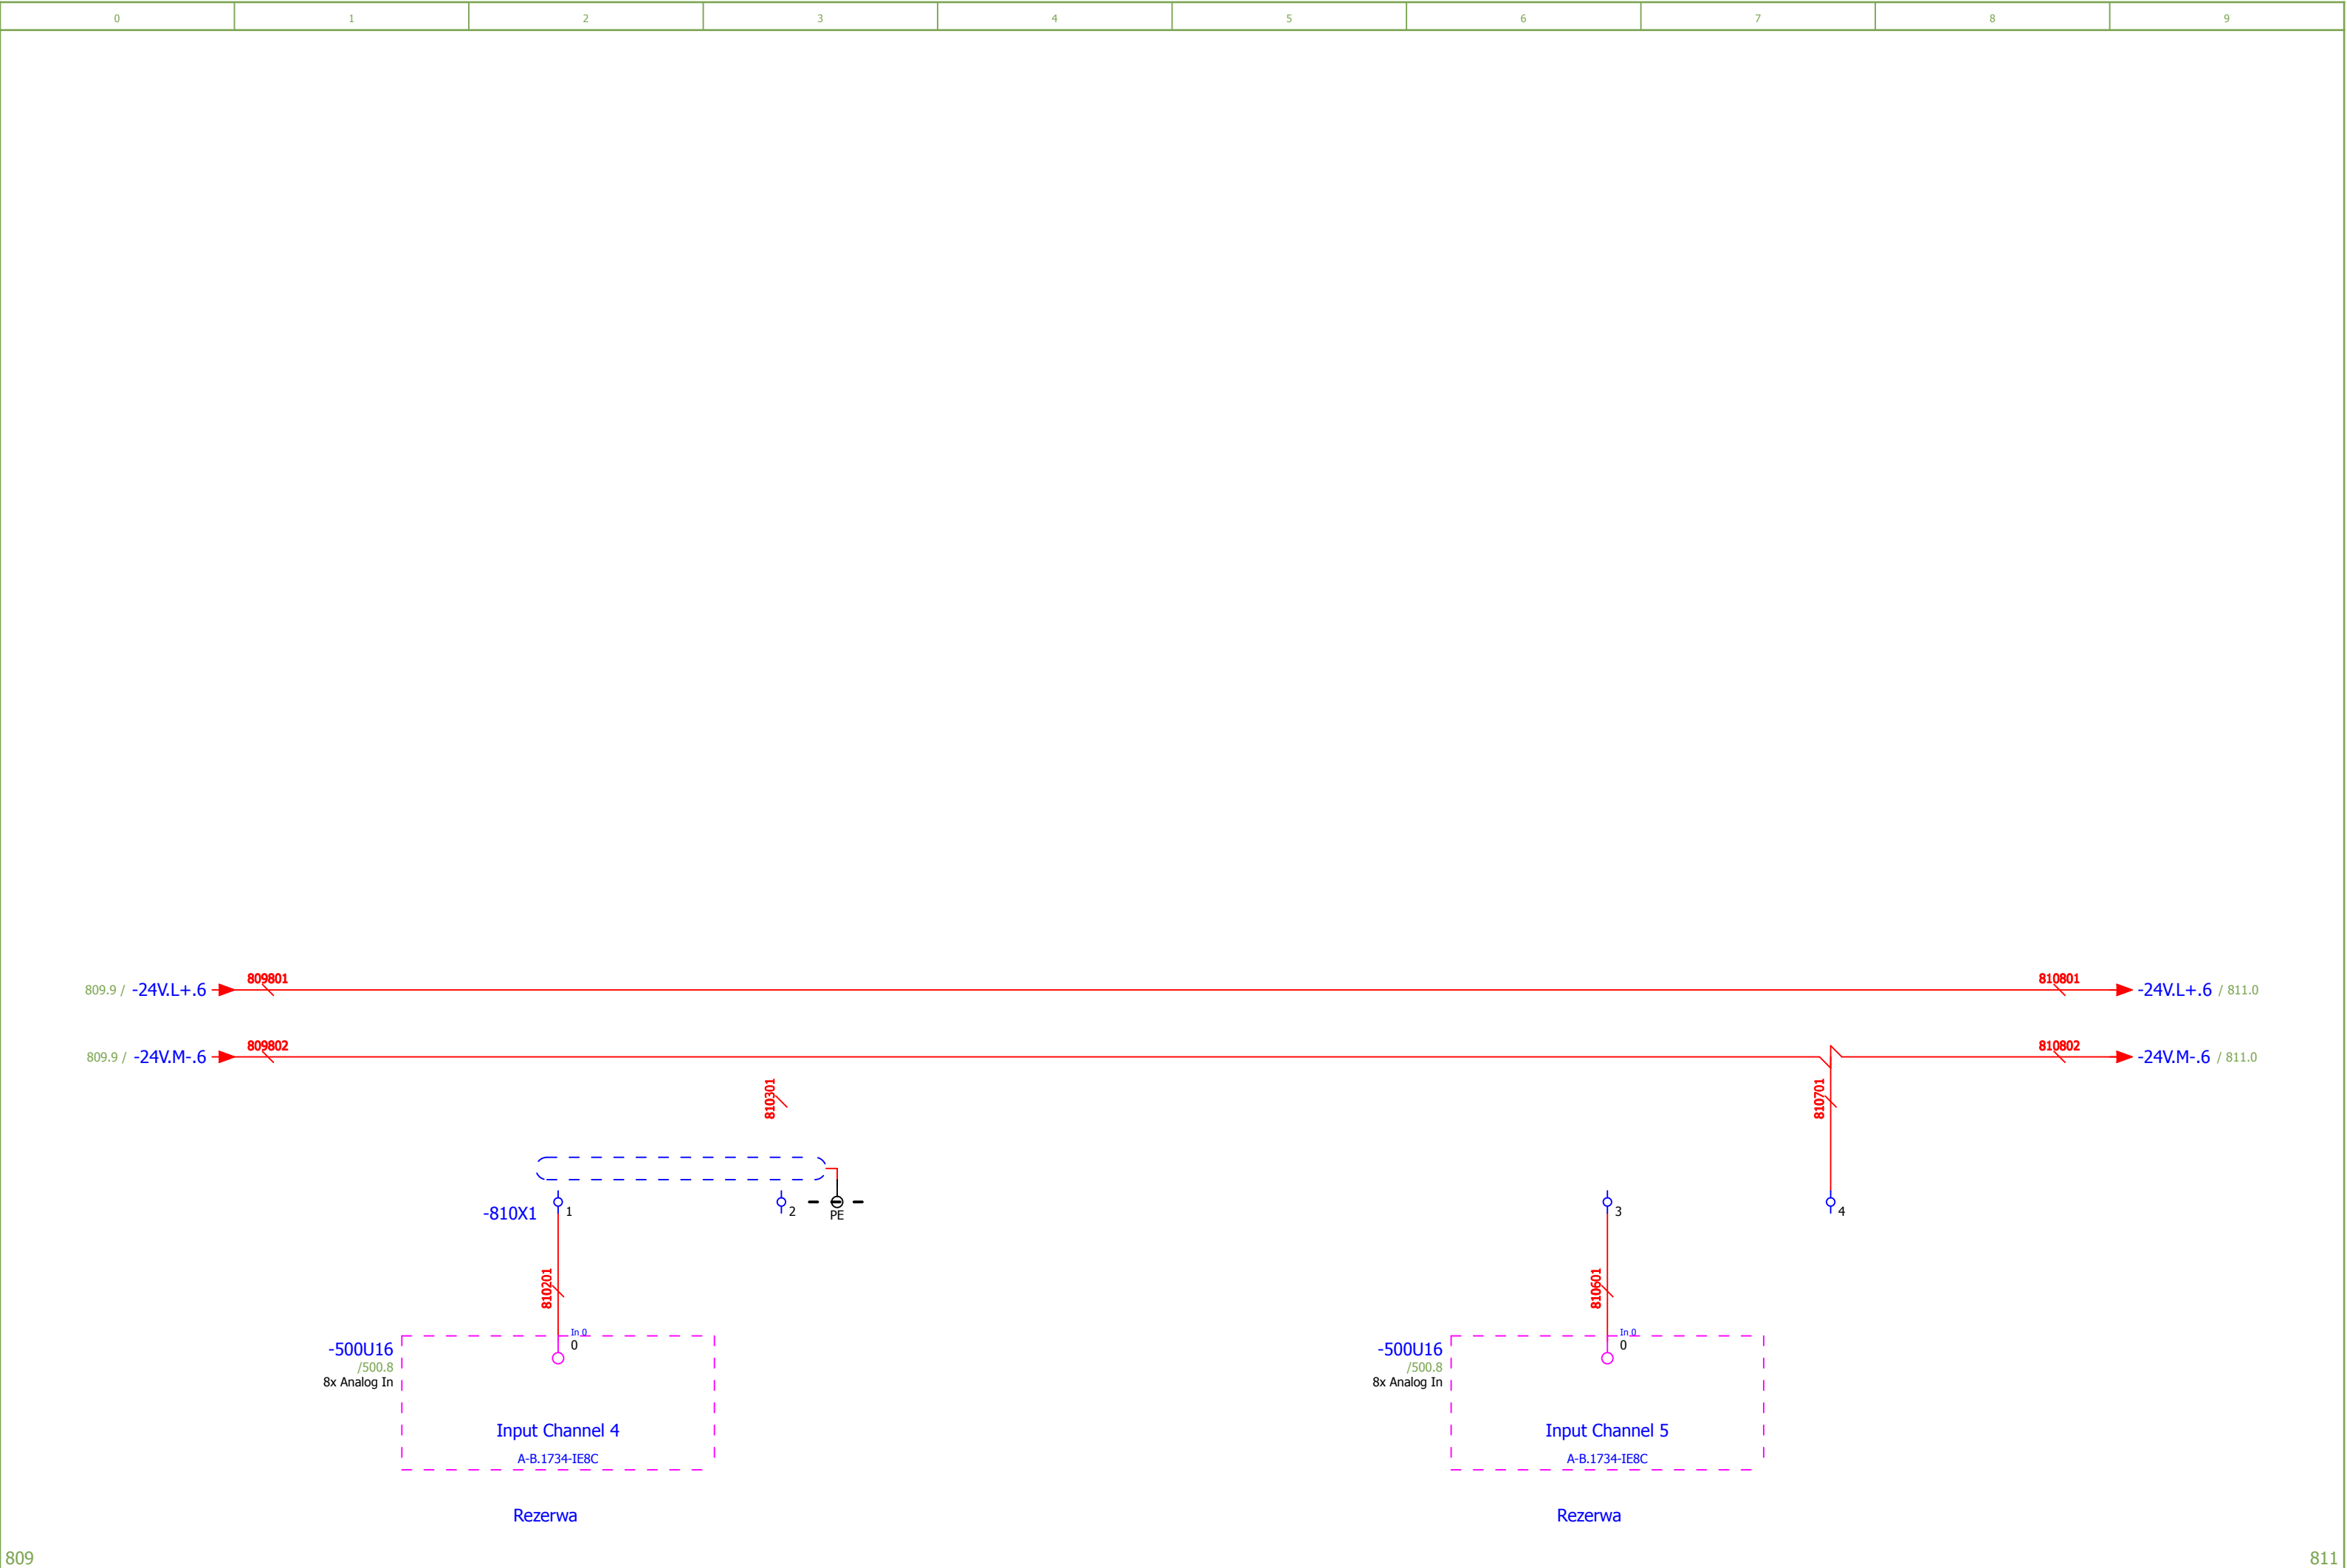 0 1 2 3 4 5 6 7 8 9
809801 810801
809.9 / -24V.L+.6 -24V.L+.6 / 811.0
809802 810802
809.9 / -24V.M-.6 -24V.M-.6 / 811.0
810301 810701
-810X1 1 2 PE 3 4
810201 810601
In 0 In 0
-500U16 0 -500U16 0
/500.8 /500.8
8x Analog In 8x Analog In
Input Channel 4 Input Channel 5
A-B.1734-IE8C A-B.1734-IE8C
Rezerwa Rezerwa
809 811